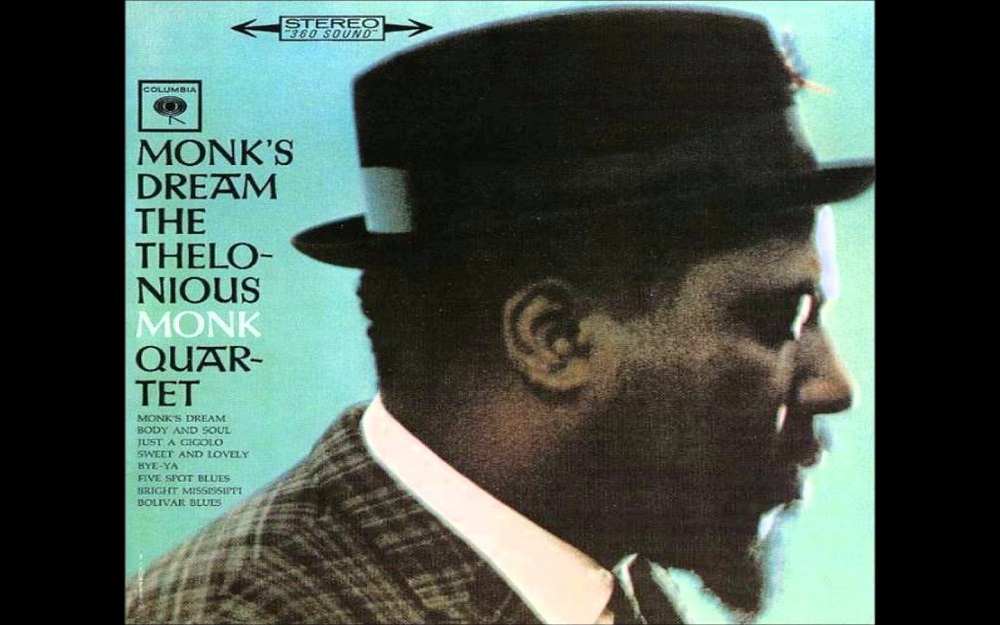 STEREO
"360 SOUND"
COLUMBIA
MONK'S
DREAM
THE
THELO-
NIOUS
MONK
QUAR-
TET
MONK'S DREAM
BODY AND SOUL
JUST A GIGOLO
SWEET AND LOVELY
BYE-YA
FIVE SPOT BLUES
BRIGHT MISSISSIPPI
BOLIVAR BLUES